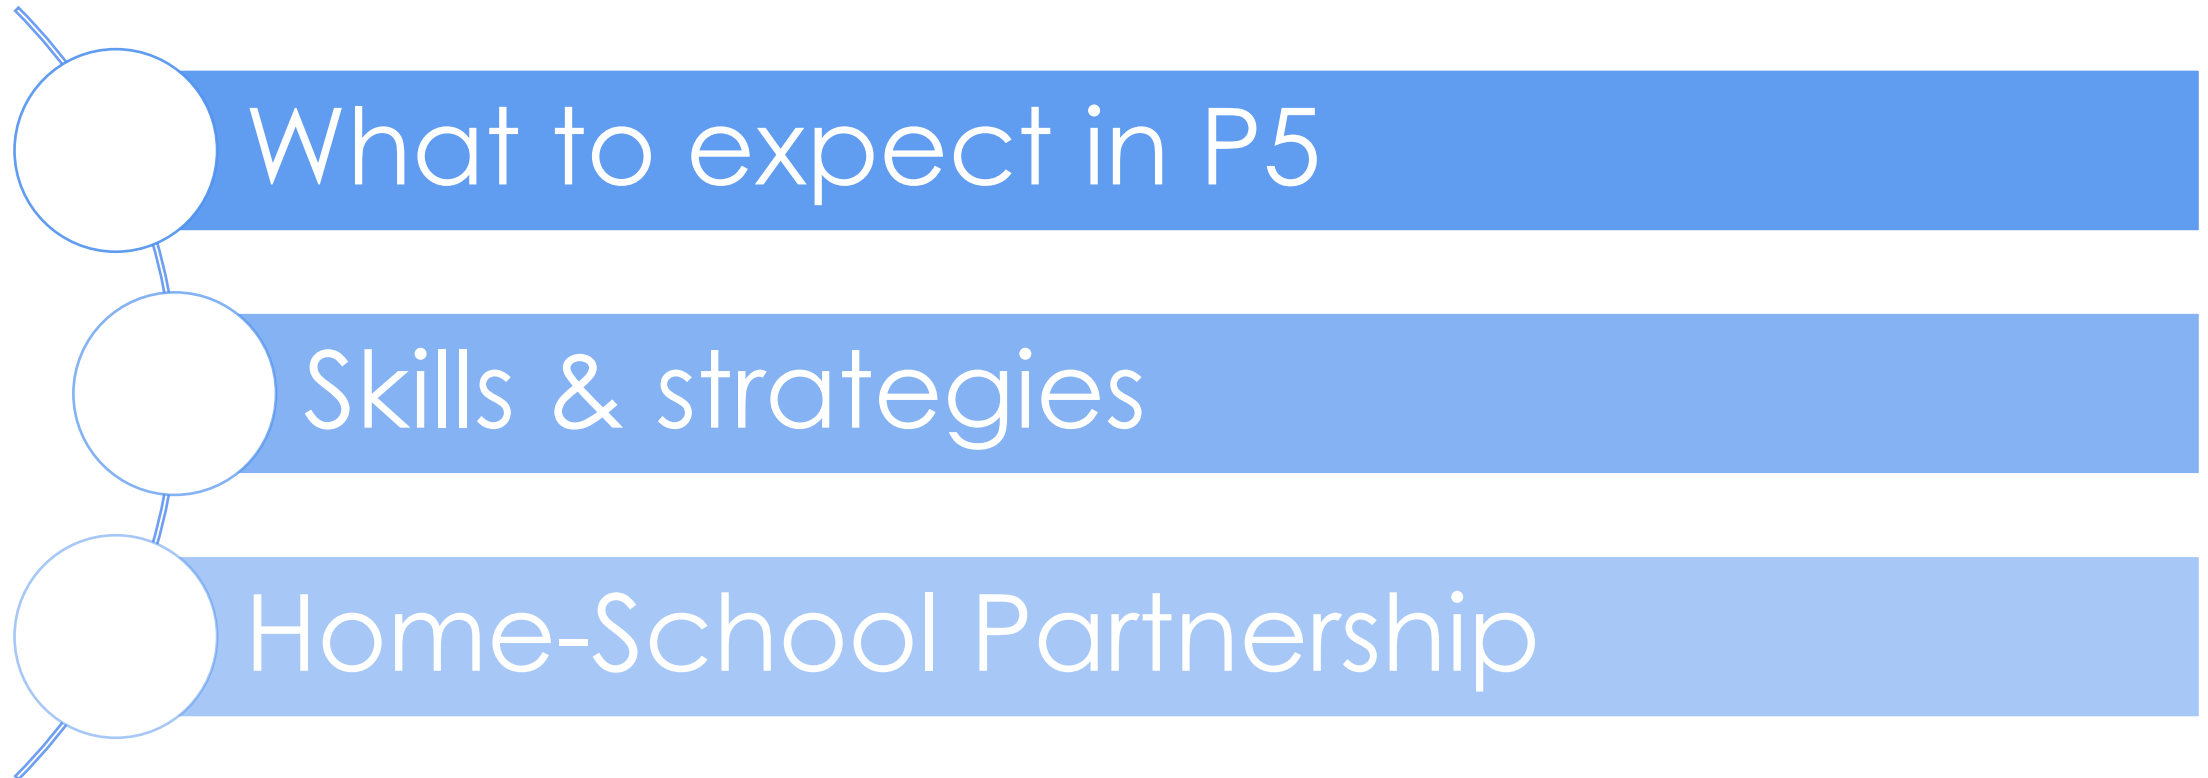 What to expect in P5
Skills & strategies
Home-School Partnership